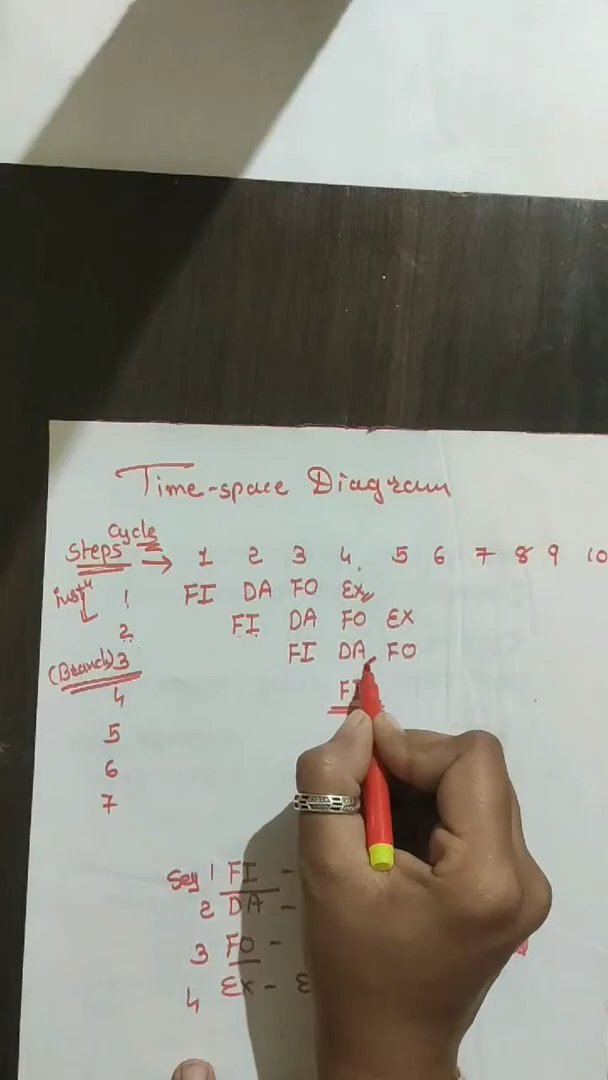 Time-space Diagram
Cycle
Steps → 1 2 3 4 5 6 7 8 9 10
1 FI DA FO EX
2 FI DA FO EX
(Branch) 3 FI DA FO
4 FI
5
6
7
Seg 1 FI -
2 DA -
3 FO -
4 EX - E